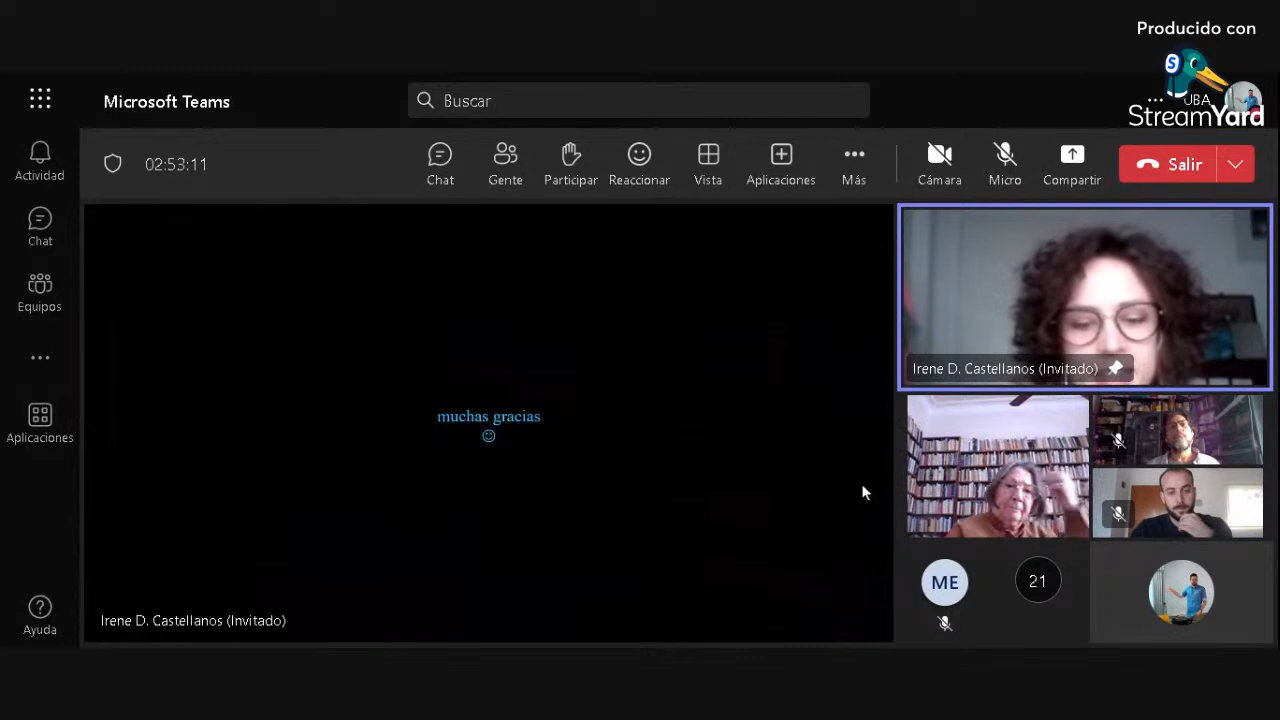 Producido con
StreamYard
Microsoft Teams
Buscar
UBA
Actividad
Chat
Equipos
Aplicaciones
Ayuda
02:53:11
Chat
Gente
Participar
Reaccionar
Vista
Aplicaciones
Más
Cámara
Micro
Compartir
Salir
muchas gracias
☺
Irene D. Castellanos (Invitado)
Irene D. Castellanos (Invitado)
ME
21